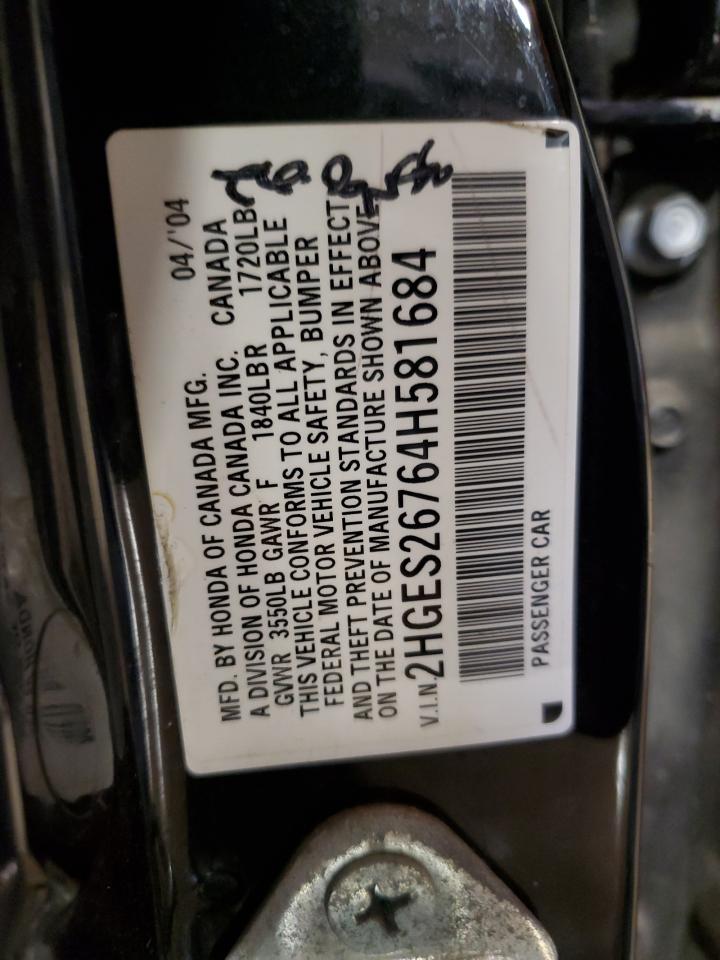 MFD. BY HONDA OF CANADA MFG. 04/'04
A DIVISION OF HONDA CANADA INC. CANADA
GVWR 3550LB GAWR F 1840LBR 1720LB
THIS VEHICLE CONFORMS TO ALL APPLICABLE
FEDERAL MOTOR VEHICLE SAFETY, BUMPER
AND THEFT PREVENTION STANDARDS IN EFFECT
ON THE DATE OF MANUFACTURE SHOWN ABOVE.
V.I.N. 2HGES26764H581684
PASSENGER CAR